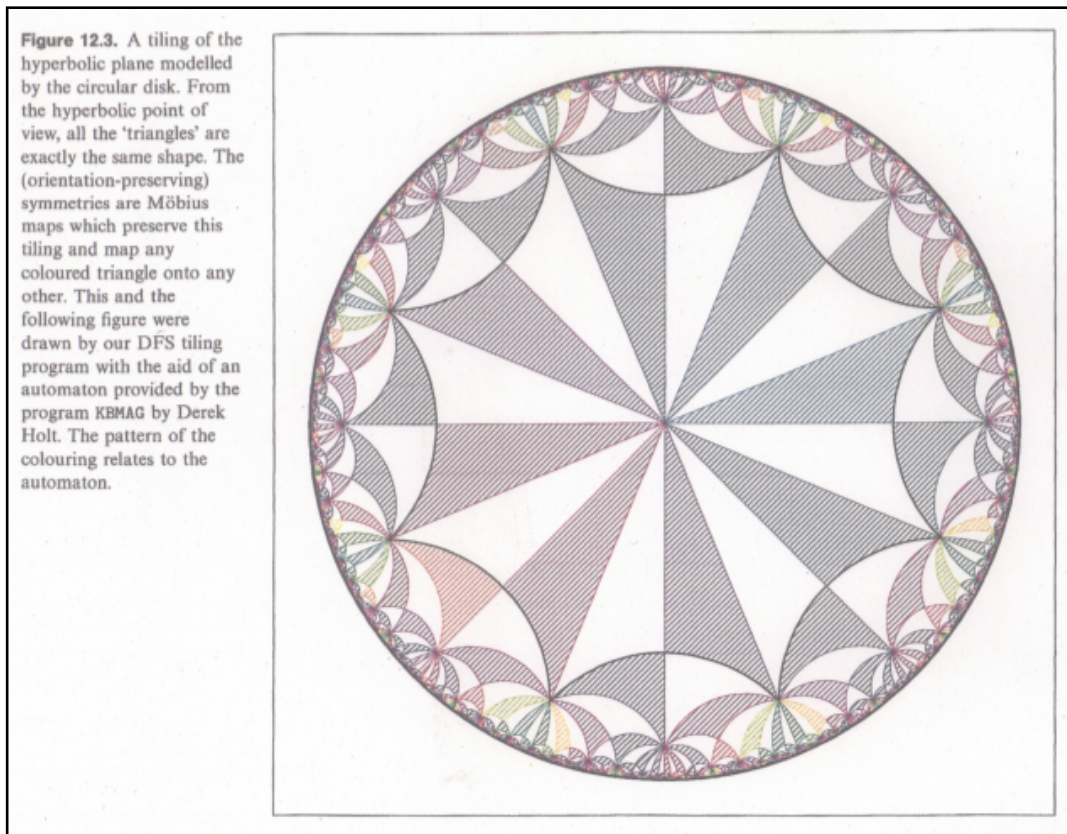 Figure 12.3. A tiling of the
hyperbolic plane modelled
by the circular disk. From
the hyperbolic point of
view, all the ‘triangles’ are
exactly the same shape. The
(orientation-preserving)
symmetries are Möbius
maps which preserve this
tiling and map any
coloured triangle onto any
other. This and the
following figure were
drawn by our DFS tiling
program with the aid of an
automaton provided by the
program KBMAG by Derek
Holt. The pattern of the
colouring relates to the
automaton.